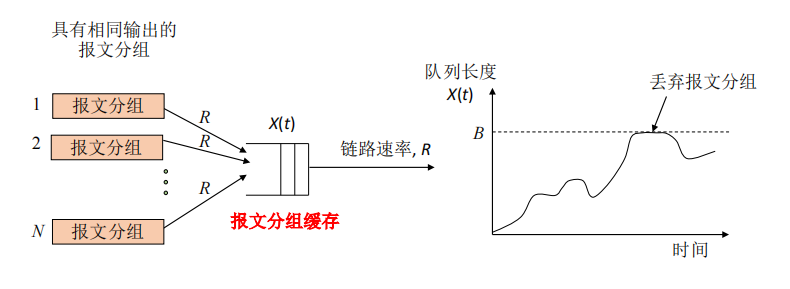 具有相同输出的
报文分组
1 报文分组
R
2 报文分组
R
R
N 报文分组
X(t)
报文分组缓存
链路速率, R
队列长度
X(t)
丢弃报文分组
B
时间